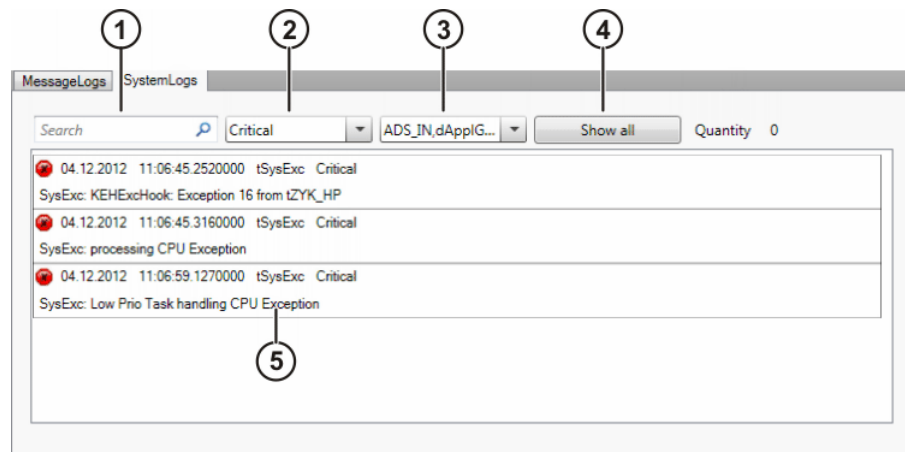 1 2 3 4
MessageLogs SystemLogs
Search Critical ADS_IN,dApplG... Show all Quantity 0
04.12.2012 11:06:45.2520000 tSysExc Critical
SysExc: KEHExcHook: Exception 16 from tZYK_HP
04.12.2012 11:06:45.3160000 tSysExc Critical
SysExc: processing CPU Exception
04.12.2012 11:06:59.1270000 tSysExc Critical
SysExc: Low Prio Task handling CPU Exception
5